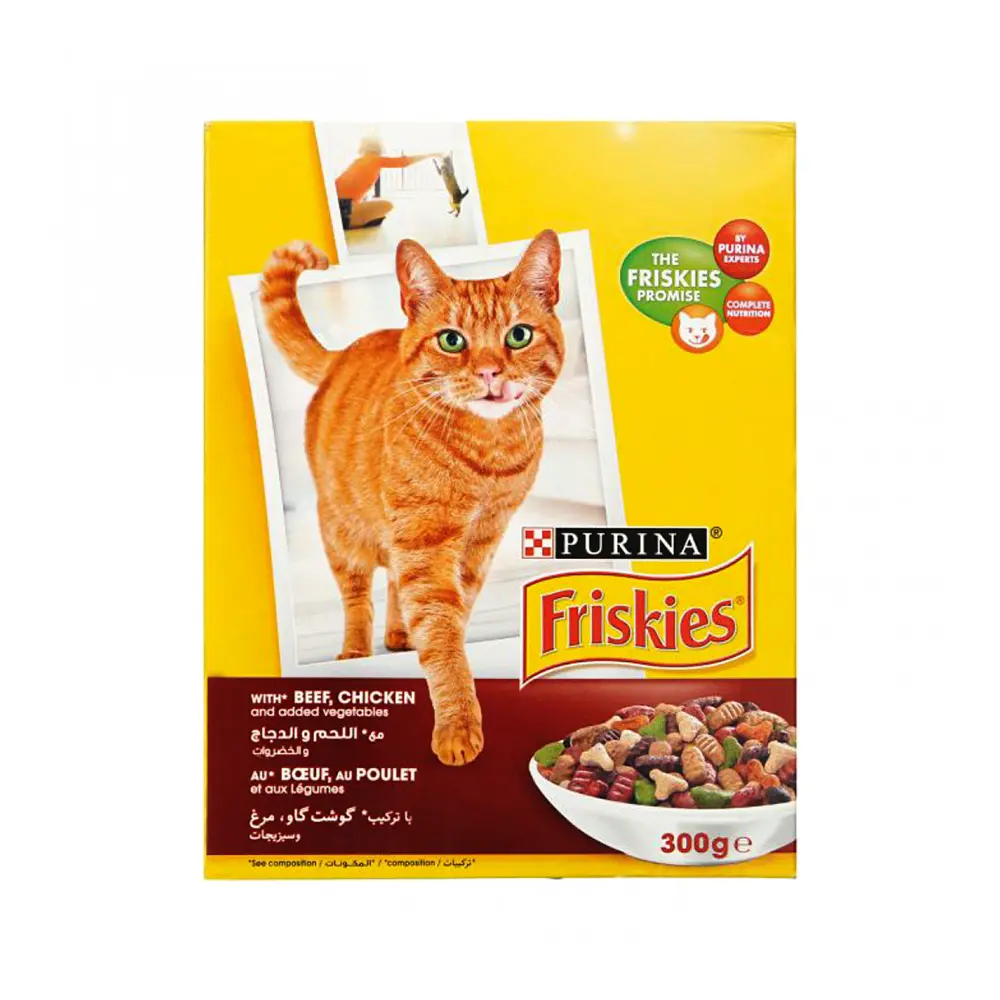 BY
PURINA
EXPERTS
THE
FRISKIES
PROMISE
COMPLETE
NUTRITION
PURINA®
Friskies®
WITH* BEEF, CHICKEN
and added vegetables
مع* اللحم و الدجاج
و الخضروات
AU* BŒUF, AU POULET
et aux Légumes
با ترکیب* گوشت گاو، مرغ
وسبزیجات
300g e
*See composition / المكونات* / *composition / ترکیبات*